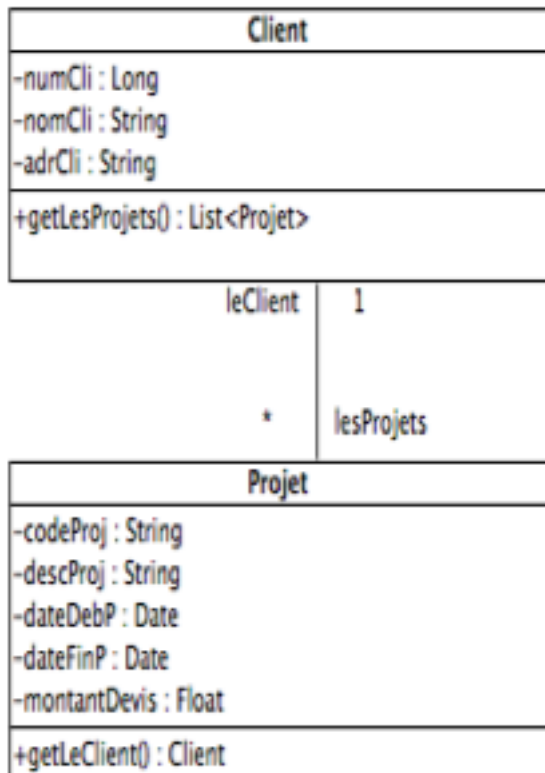 Client
-numCli : Long
-nomCli : String
-adrCli : String
+getLesProjets() : List<Projet>
leClient 1
* lesProjets
Projet
-codeProj : String
-descProj : String
-dateDebP : Date
-dateFinP : Date
-montantDevis : Float
+getLeClient() : Client